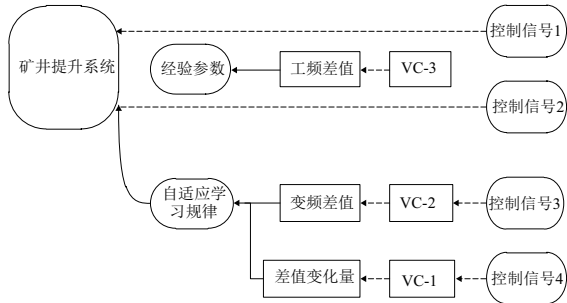 控制信号1
矿井提升系统
经验参数
工频差值
VC-3
控制信号2
自适应学
习规律
变频差值
VC-2
控制信号3
差值变化量
VC-1
控制信号4